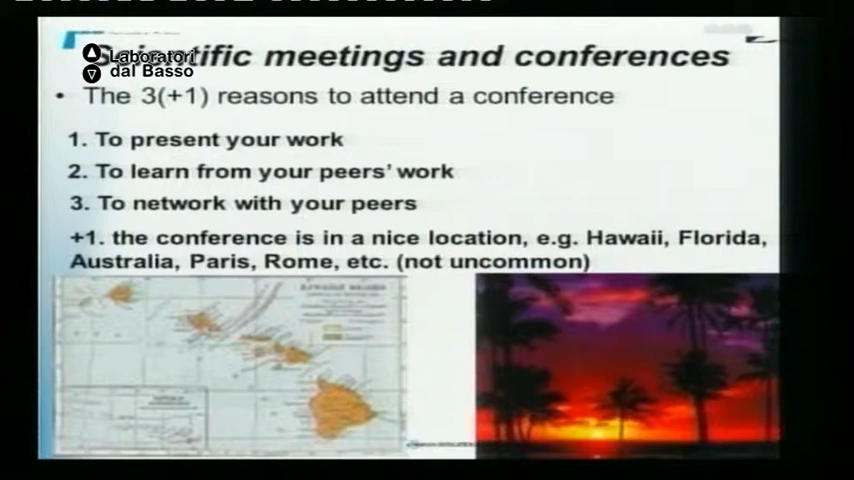 Scientific meetings and conferences
Laboratori
dal Basso
• The 3(+1) reasons to attend a conference
1. To present your work
2. To learn from your peers' work
3. To network with your peers
+1. the conference is in a nice location, e.g. Hawaii, Florida,
Australia, Paris, Rome, etc. (not uncommon)